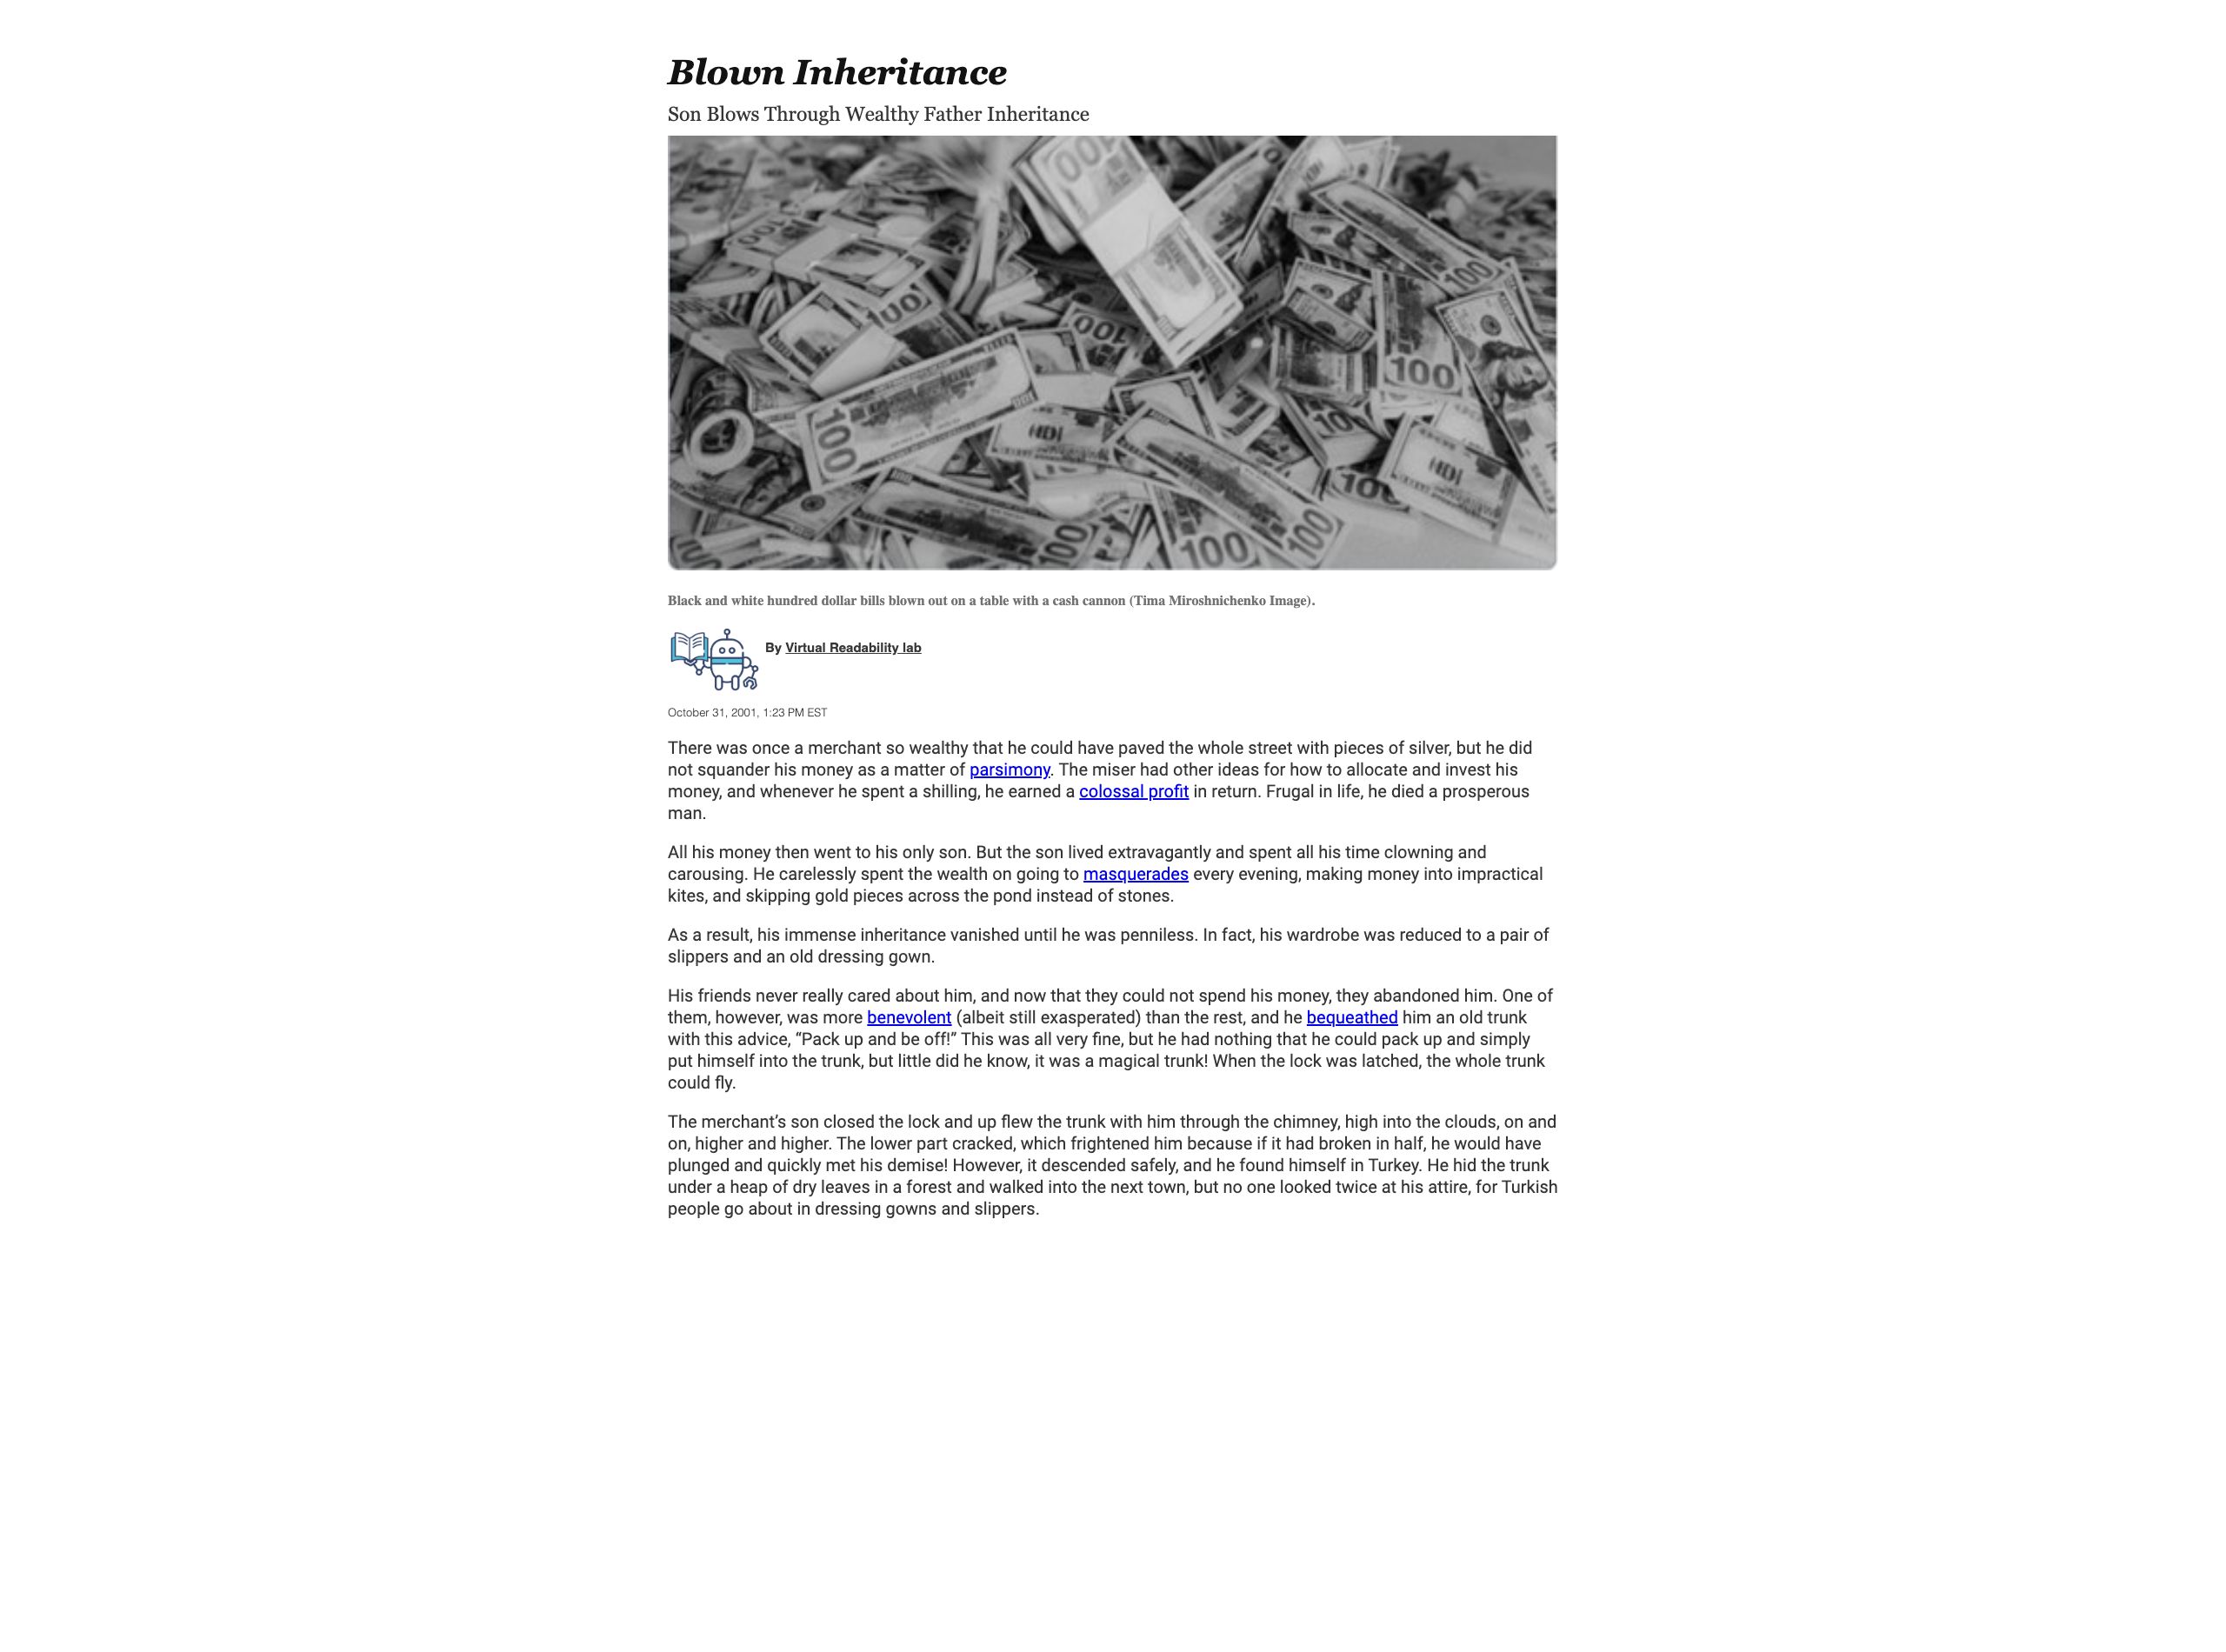 Blown Inheritance
Son Blows Through Wealthy Father Inheritance
100
100
100
100
100
100
100
100
100
100
100
Black and white hundred dollar bills blown out on a table with a cash cannon (Tima Miroshnichenko Image).
By Virtual Readability lab
October 31, 2001, 1:23 PM EST
There was once a merchant so wealthy that he could have paved the whole street with pieces of silver, but he did
not squander his money as a matter of parsimony. The miser had other ideas for how to allocate and invest his
money, and whenever he spent a shilling, he earned a colossal profit in return. Frugal in life, he died a prosperous
man.
All his money then went to his only son. But the son lived extravagantly and spent all his time clowning and
carousing. He carelessly spent the wealth on going to masquerades every evening, making money into impractical
kites, and skipping gold pieces across the pond instead of stones.
As a result, his immense inheritance vanished until he was penniless. In fact, his wardrobe was reduced to a pair of
slippers and an old dressing gown.
His friends never really cared about him, and now that they could not spend his money, they abandoned him. One of
them, however, was more benevolent (albeit still exasperated) than the rest, and he bequeathed him an old trunk
with this advice, “Pack up and be off!” This was all very fine, but he had nothing that he could pack up and simply
put himself into the trunk, but little did he know, it was a magical trunk! When the lock was latched, the whole trunk
could fly.
The merchant’s son closed the lock and up flew the trunk with him through the chimney, high into the clouds, on and
on, higher and higher. The lower part cracked, which frightened him because if it had broken in half, he would have
plunged and quickly met his demise! However, it descended safely, and he found himself in Turkey. He hid the trunk
under a heap of dry leaves in a forest and walked into the next town, but no one looked twice at his attire, for Turkish
people go about in dressing gowns and slippers.